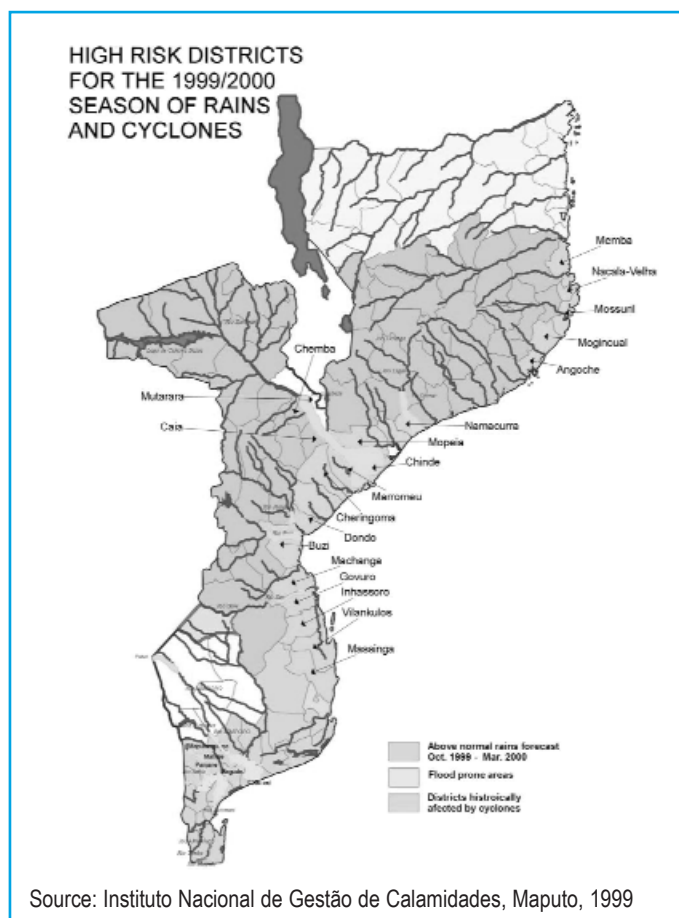 HIGH RISK DISTRICTS
FOR THE 1999/2000
SEASON OF RAINS
AND CYCLONES
Memba
Nacala-Velha
Mossuril
Mogincual
Angoche
Chemba
Mutarara
Caia
Namacurra
Mopeia
Chinde
Marromeu
Cheringoma
Dondo
Buzi
Machanga
Govuro
Inhassoro
Vilankulos
Massinga
Above normal rains forecast
Oct. 1999 - Mar. 2000
Flood prone areas
Districts histroically
afected by cyclones
Source: Instituto Nacional de Gestão de Calamidades, Maputo, 1999